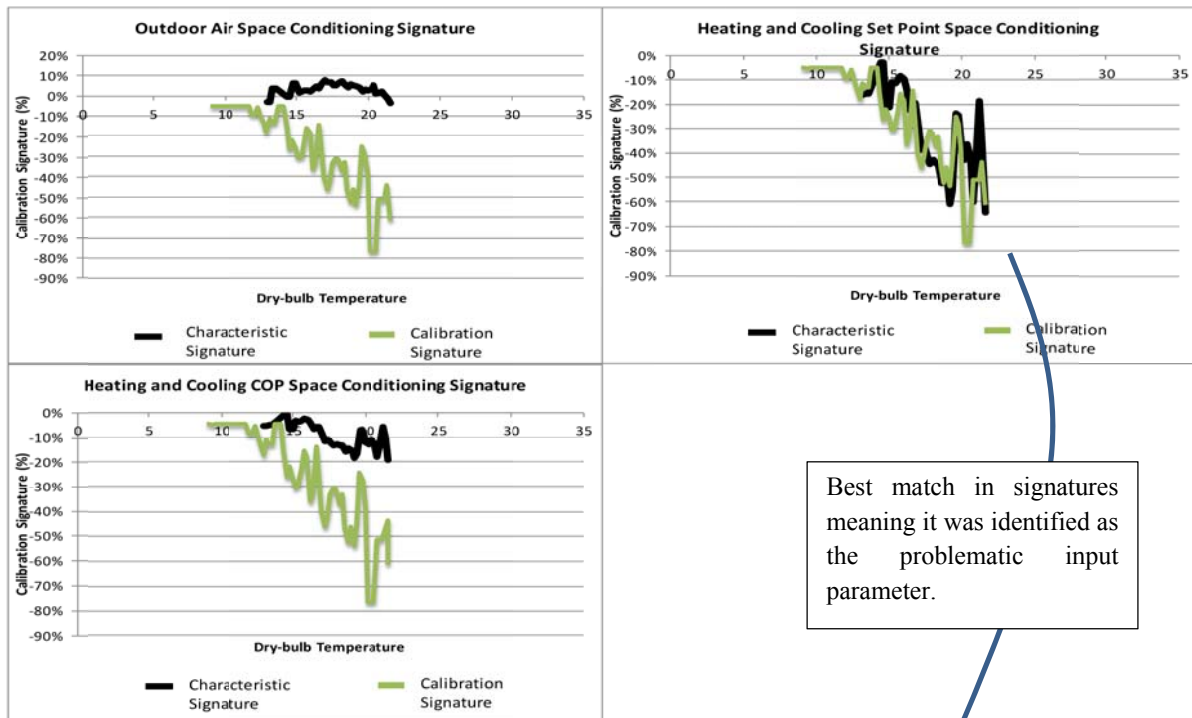 Outdoor Air Space Conditioning Signature
Calibration Signature (%)
20%
10%
0%
-10%
-20%
-30%
-40%
-50%
-60%
-70%
-80%
-90%
0 5 10 15 20 25 30 35
Dry-bulb Temperature
Characteristic Signature
Calibration Signature
Heating and Cooling Set Point Space Conditioning
Signature
Calibration Signature (%)
0%
-10%
-20%
-30%
-40%
-50%
-60%
-70%
-80%
-90%
0 5 10 15 20 25 30 35
Dry-bulb Temperature
Characteristic
Signature
Calibration
Signature
Heating and Cooling COP Space Conditioning Signature
Calibration Signature (%)
0%
-10%
-20%
-30%
-40%
-50%
-60%
-70%
-80%
-90%
0 5 10 15 20 25 30 35
Dry-bulb Temperature
Characteristic
Signature
Calibration
Signature
Best match in signatures
meaning it was identified as
the problematic input
parameter.